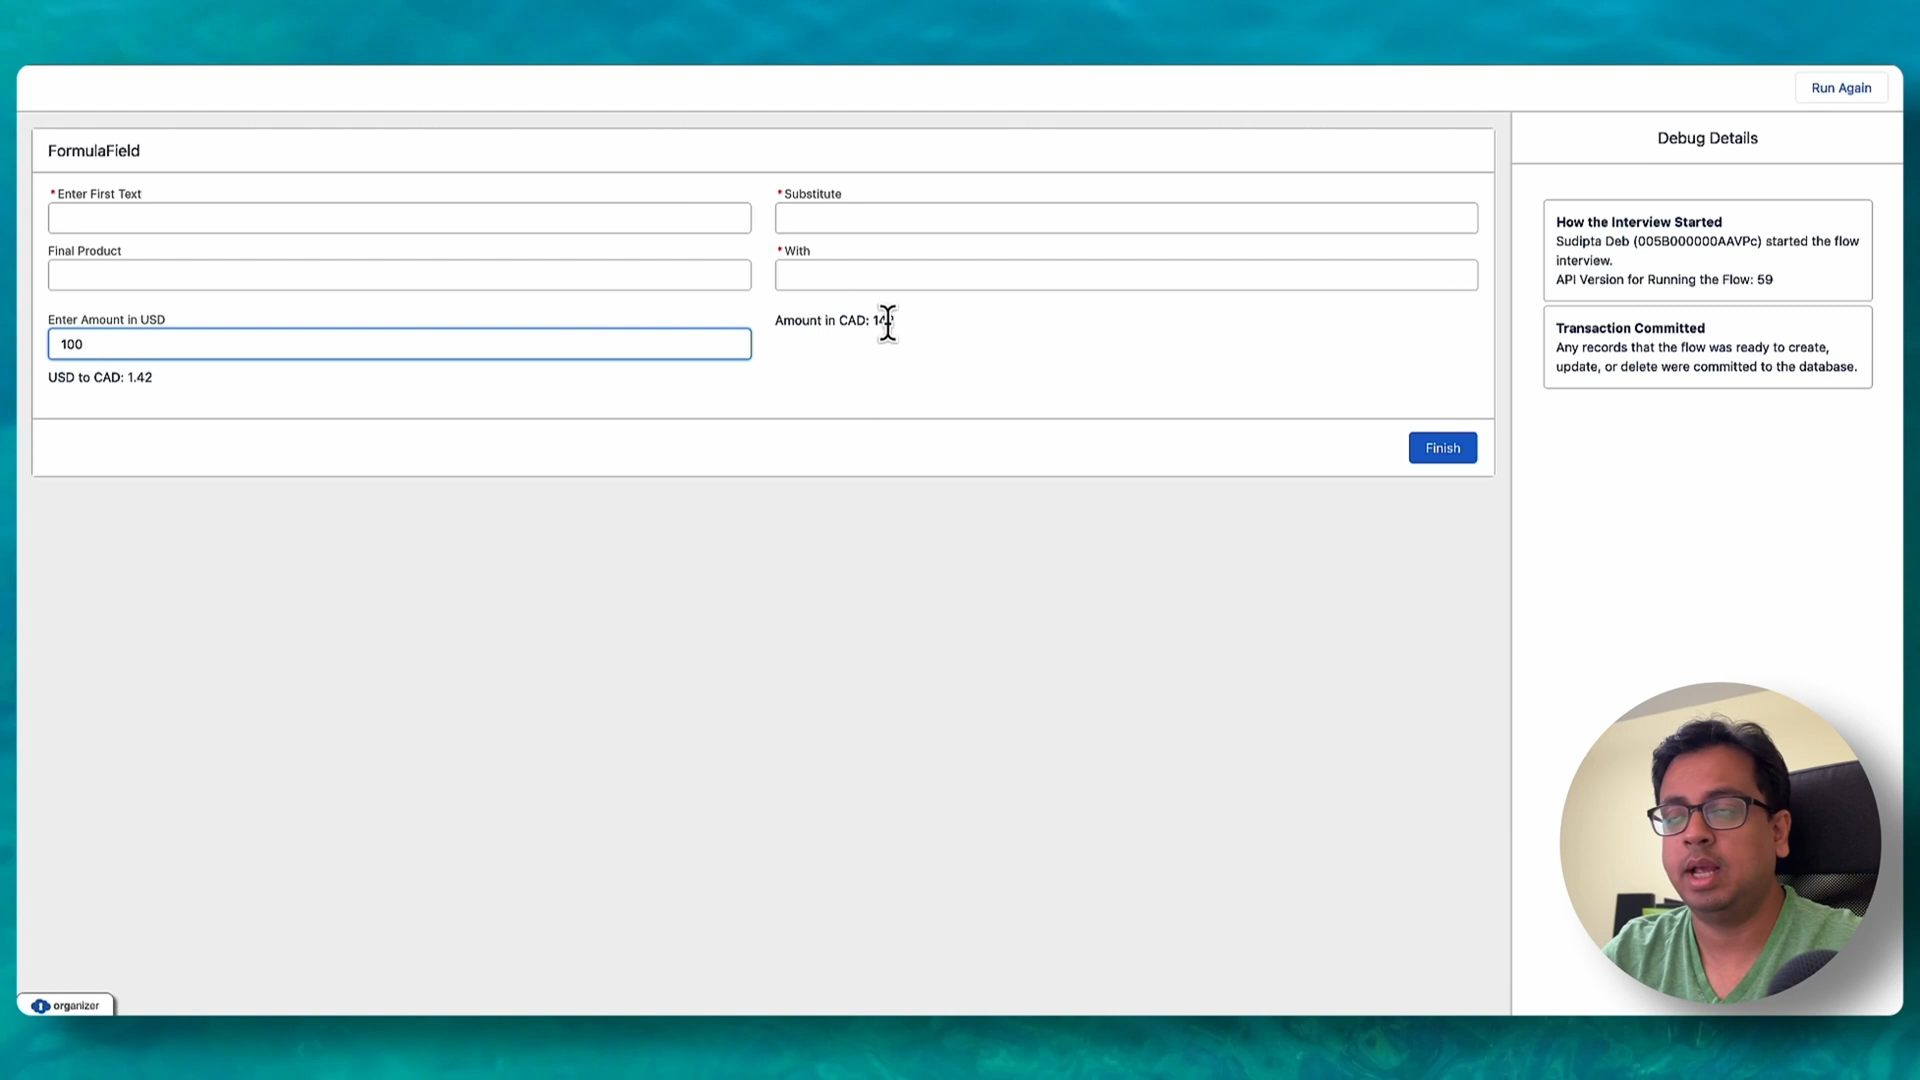 Run Again
FormulaField
* Enter First Text
* Substitute
Final Product
* With
Enter Amount in USD
100
Amount in CAD:
USD to CAD: 1.42
Finish
Debug Details
How the Interview Started
Sudipta Deb (005B000000AAVPc) started the flow
interview.
API Version for Running the Flow: 59
Transaction Committed
Any records that the flow was ready to create,
update, or delete were committed to the database.
organizer